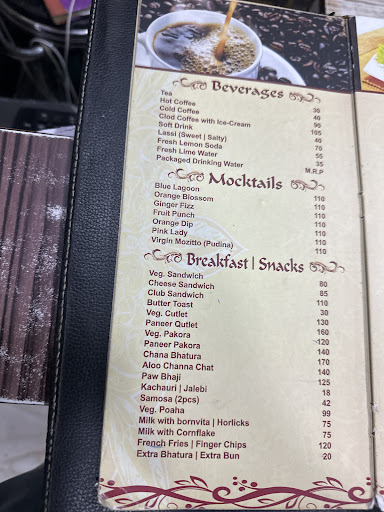 Beverages
Tea 30
Hot Coffee 40
Cold Coffee 95
Clod Coffee with Ice-Cream 105
Soft Drink 40
Lassi (Sweet | Salty) 70
Fresh Lemon Soda 55
Fresh Lime Water 35
Packaged Drinking Water M.R.P
Mocktails
Blue Lagoon 110
Orange Blossom 110
Ginger Fizz 110
Fruit Punch 110
Orange Dip 110
Pink Lady 110
Virgin Mozitto (Pudina) 110
Breakfast | Snacks
Veg. Sandwich 80
Cheese Sandwich 85
Club Sandwich 110
Butter Toast 30
Veg. Cutlet 130
Paneer Qutlet 160
Veg. Pakora 120
Paneer Pakora 140
Chana Bhatura 140
Aloo Channa Chat 140
Paw Bhaji 125
Kachauri | Jalebi 18
Samosa (2pcs) 42
Veg. Poaha 99
Milk with bornvita | Horlicks 75
Milk with Cornflake 75
French Fries | Finger Chips 120
Extra Bhatura | Extra Bun 20